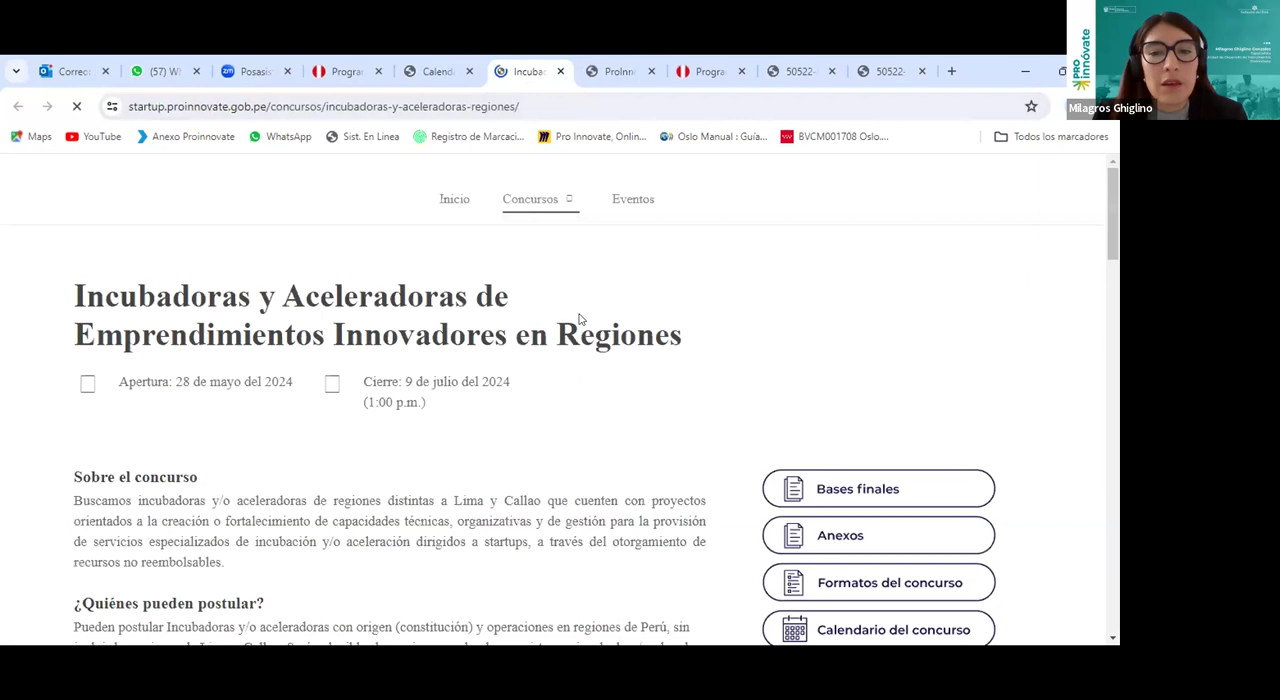 Correo
(57) W
Posasis
Progra
Calend
Incuba
ProInn
Progra
50522-
50522-
startup.proinnovate.gob.pe/concursos/incubadoras-y-aceleradoras-regiones/
Maps
YouTube
Anexo Proinnovate
WhatsApp
Sist. En Linea
Registro de Marcaci...
Pro Innovate, Onlin...
Oslo Manual : Guía...
BVCM001708 Oslo....
Todos los marcadores
PRO innóvate
Milagros Ghiglino
Inicio
Concursos
Eventos
Incubadoras y Aceleradoras de
Emprendimientos Innovadores en Regiones
Apertura: 28 de mayo del 2024
Cierre: 9 de julio del 2024
(1:00 p.m.)
Sobre el concurso
Buscamos incubadoras y/o aceleradoras de regiones distintas a Lima y Callao que cuenten con proyectos
orientados a la creación o fortalecimiento de capacidades técnicas, organizativas y de gestión para la provisión
de servicios especializados de incubación y/o aceleración dirigidos a startups, a través del otorgamiento de
recursos no reembolsables.
¿Quiénes pueden postular?
Pueden postular Incubadoras y/o aceleradoras con origen (constitución) y operaciones en regiones de Perú, sin
Bases finales
Anexos
Formatos del concurso
Calendario del concurso